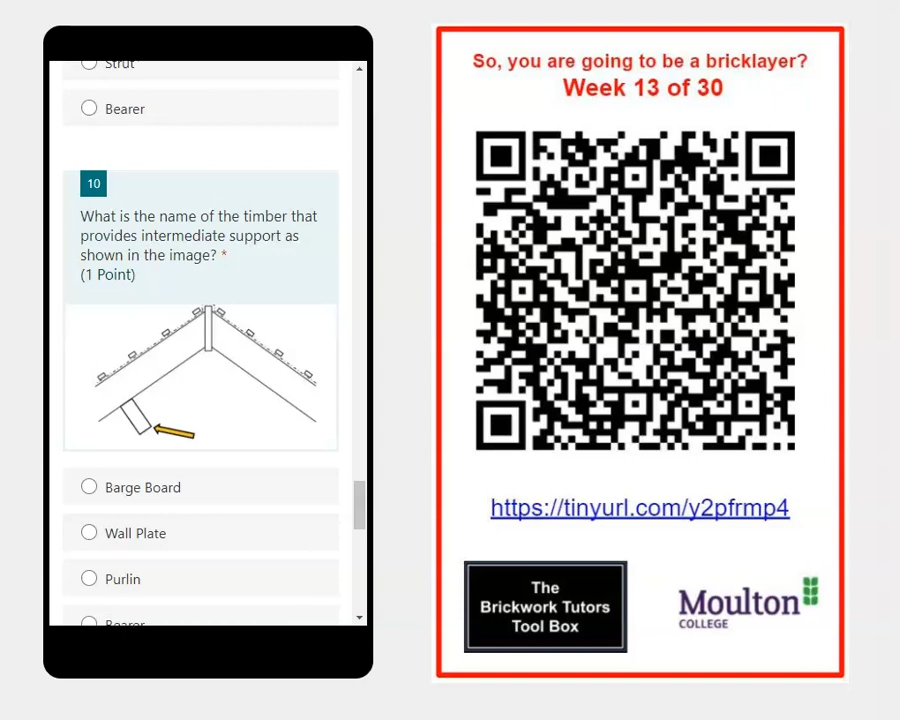 Strut
Bearer
10
What is the name of the timber that
provides intermediate support as
shown in the image? *
(1 Point)
Barge Board
Wall Plate
Purlin
Bearer
So, you are going to be a bricklayer?
Week 13 of 30
https://tinyurl.com/y2pfrmp4
The
Brickwork Tutors
Tool Box
Moulton
COLLEGE